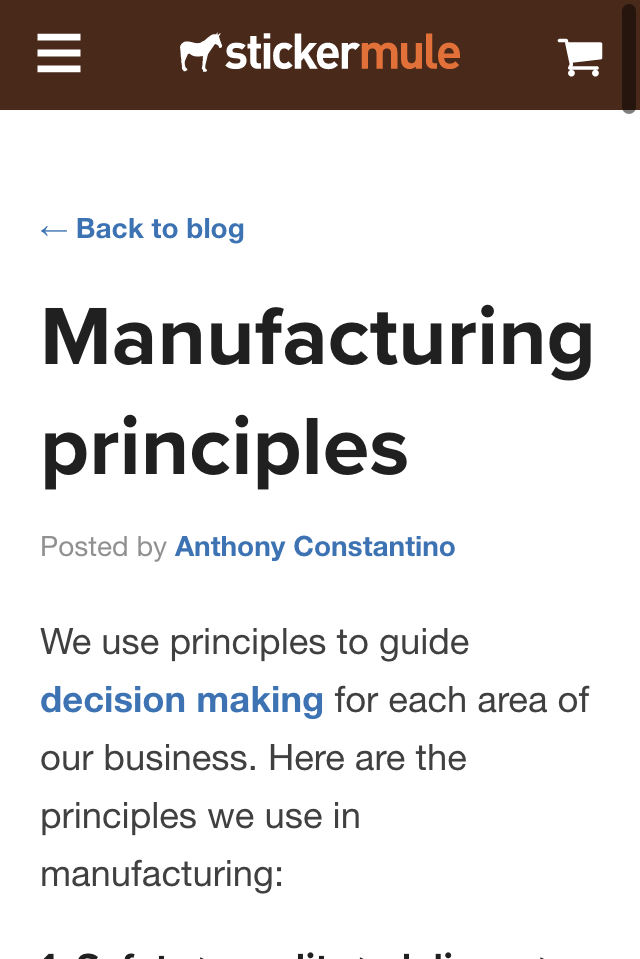 stickermule
← Back to blog
Manufacturing
principles
Posted by Anthony Constantino
We use principles to guide
decision making for each area of
our business. Here are the
principles we use in
manufacturing: